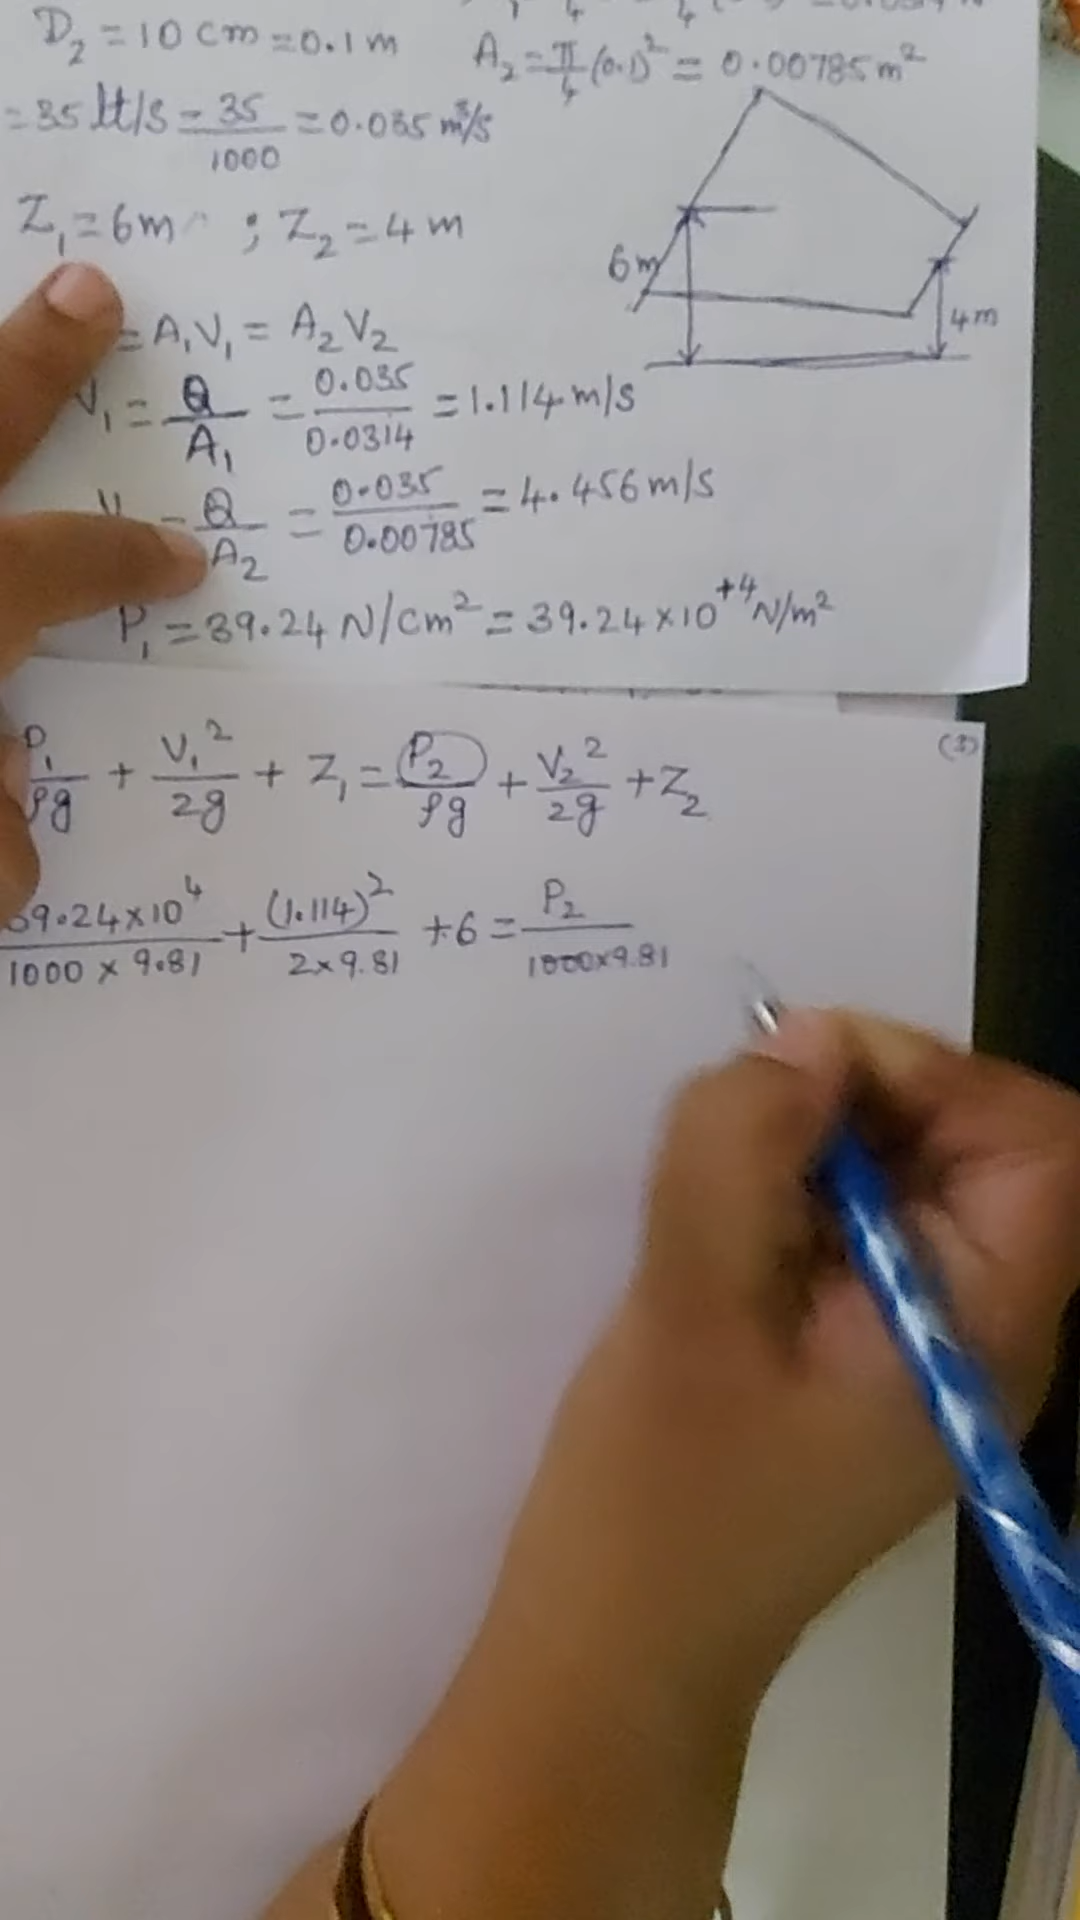 D₂ = 10 cm = 0.1 m
A₂ = π/4 (0.1)² = 0.00785 m²
= 35 lt/s = 35/1000 = 0.035 m³/s
Z₁ = 6m ; Z₂ = 4 m
6m
4m
= A₁V₁ = A₂V₂
V₁ = Q/A₁ = 0.035/0.0314 = 1.114 m/s
= Q/A₂ = 0.035/0.00785 = 4.456 m/s
P₁ = 39.24 N/cm² = 39.24 × 10⁺⁴ N/m²
(3)
P₁/ρg + V₁²/2g + Z₁ = P₂/ρg + V₂²/2g + Z₂
39.24×10⁴/1000 × 9.81 + (1.114)²/2×9.81 + 6 = P₂/1000×9.81